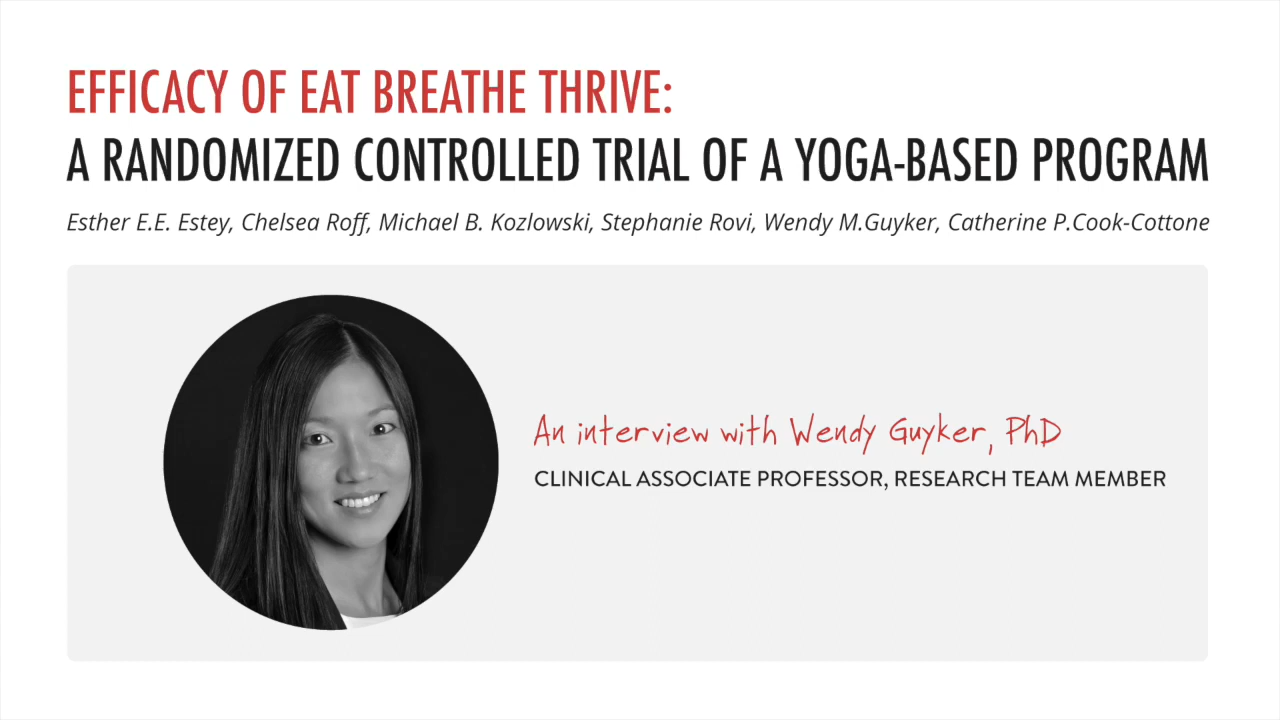 EFFICACY OF EAT BREATHE THRIVE:
A RANDOMIZED CONTROLLED TRIAL OF A YOGA-BASED PROGRAM
Esther E.E. Estey, Chelsea Roff, Michael B. Kozlowski, Stephanie Rovi, Wendy M.Guyker, Catherine P.Cook-Cottone
An interview with Wendy Guyker, PhD
CLINICAL ASSOCIATE PROFESSOR, RESEARCH TEAM MEMBER